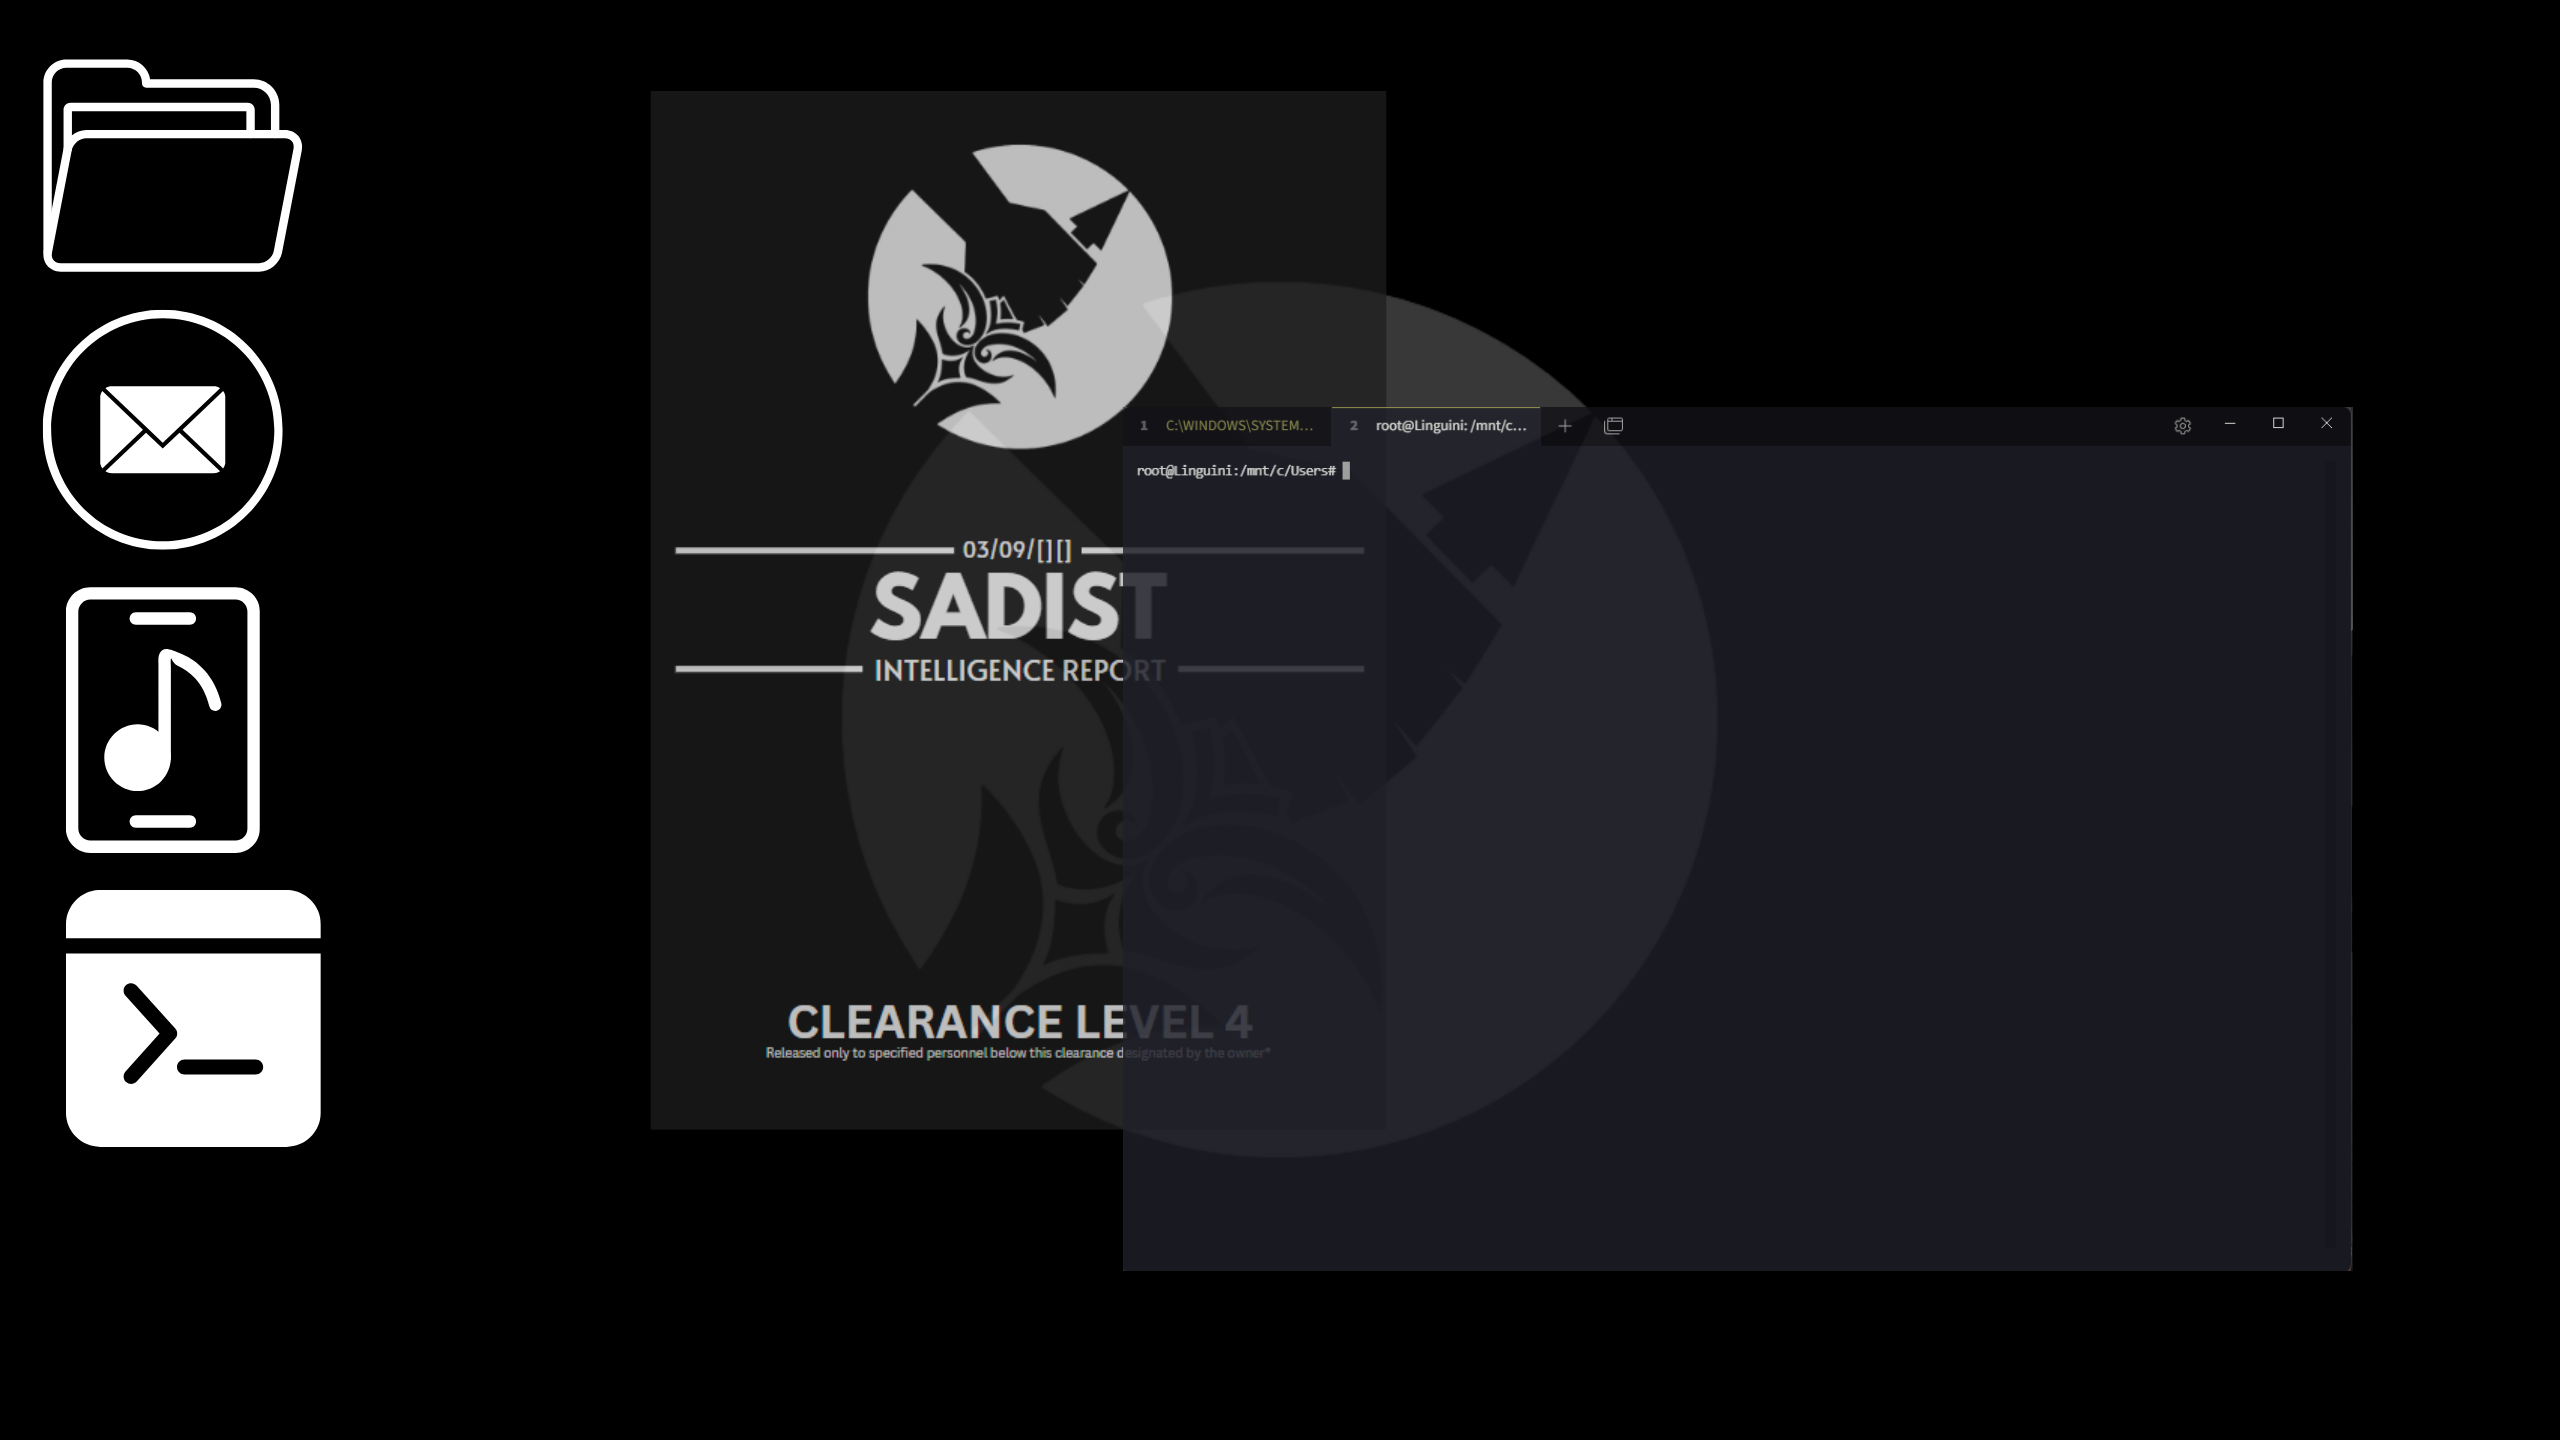 03/09/[][]
SADIST
INTELLIGENCE REPORT
CLEARANCE LEVEL 4
Released only to specified personnel below this clearance designated by the owner*
1 C:\WINDOWS\SYSTEM... 2 root@Linguini: /mnt/c...
root@Linguini:/mnt/c/Users#